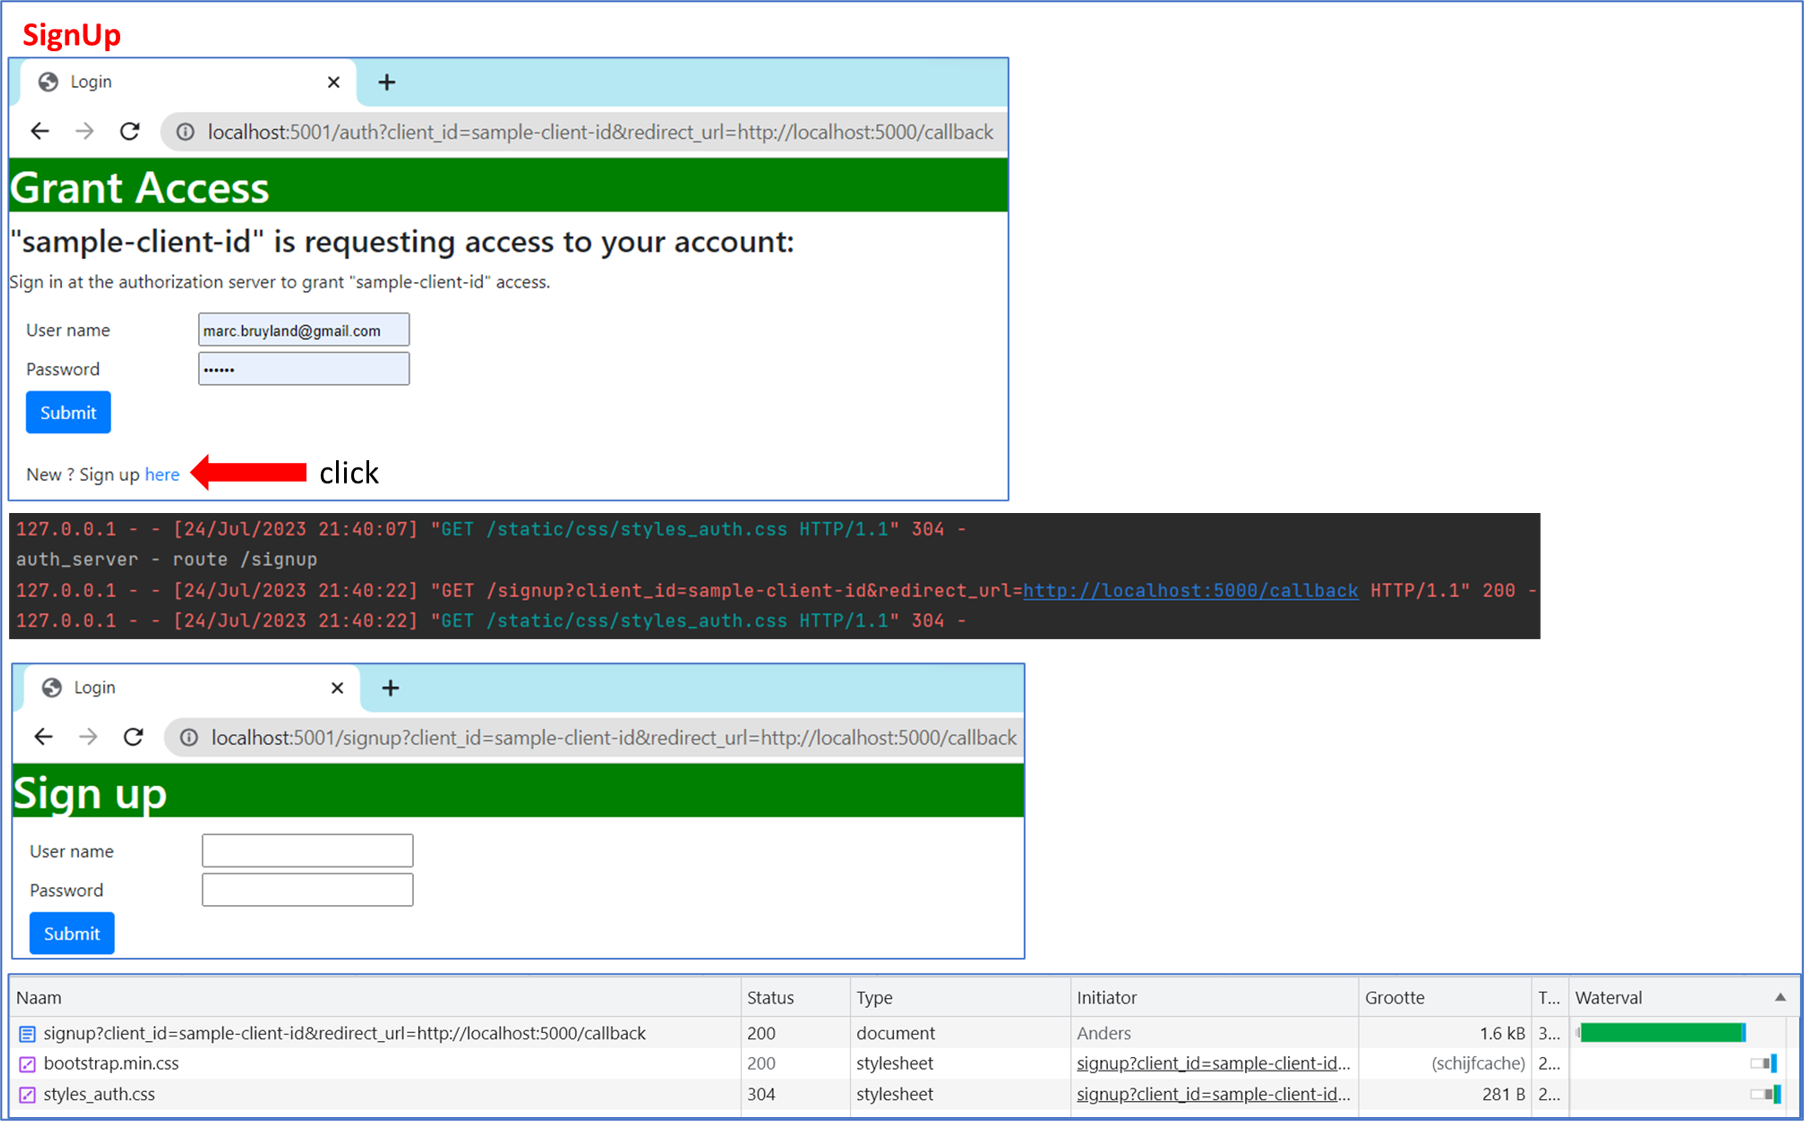 SignUp
Login
localhost:5001/auth?client_id=sample-client-id&redirect_url=http://localhost:5000/callback
Grant Access
"sample-client-id" is requesting access to your account:
Sign in at the authorization server to grant "sample-client-id" access.
User name marc.bruyland@gmail.com
Password ••••••
Submit
New ? Sign up here click
127.0.0.1 - - [24/Jul/2023 21:40:07] "GET /static/css/styles_auth.css HTTP/1.1" 304 -
auth_server - route /signup
127.0.0.1 - - [24/Jul/2023 21:40:22] "GET /signup?client_id=sample-client-id&redirect_url=http://localhost:5000/callback HTTP/1.1" 200 -
127.0.0.1 - - [24/Jul/2023 21:40:22] "GET /static/css/styles_auth.css HTTP/1.1" 304 -
Login
localhost:5001/signup?client_id=sample-client-id&redirect_url=http://localhost:5000/callback
Sign up
User name
Password
Submit
Naam Status Type Initiator Grootte T... Waterval
signup?client_id=sample-client-id&redirect_url=http://localhost:5000/callback 200 document Anders 1.6 kB 3...
bootstrap.min.css 200 stylesheet signup?client_id=sample-client-id... (schijfcache) 2...
styles_auth.css 304 stylesheet signup?client_id=sample-client-id... 281 B 2...